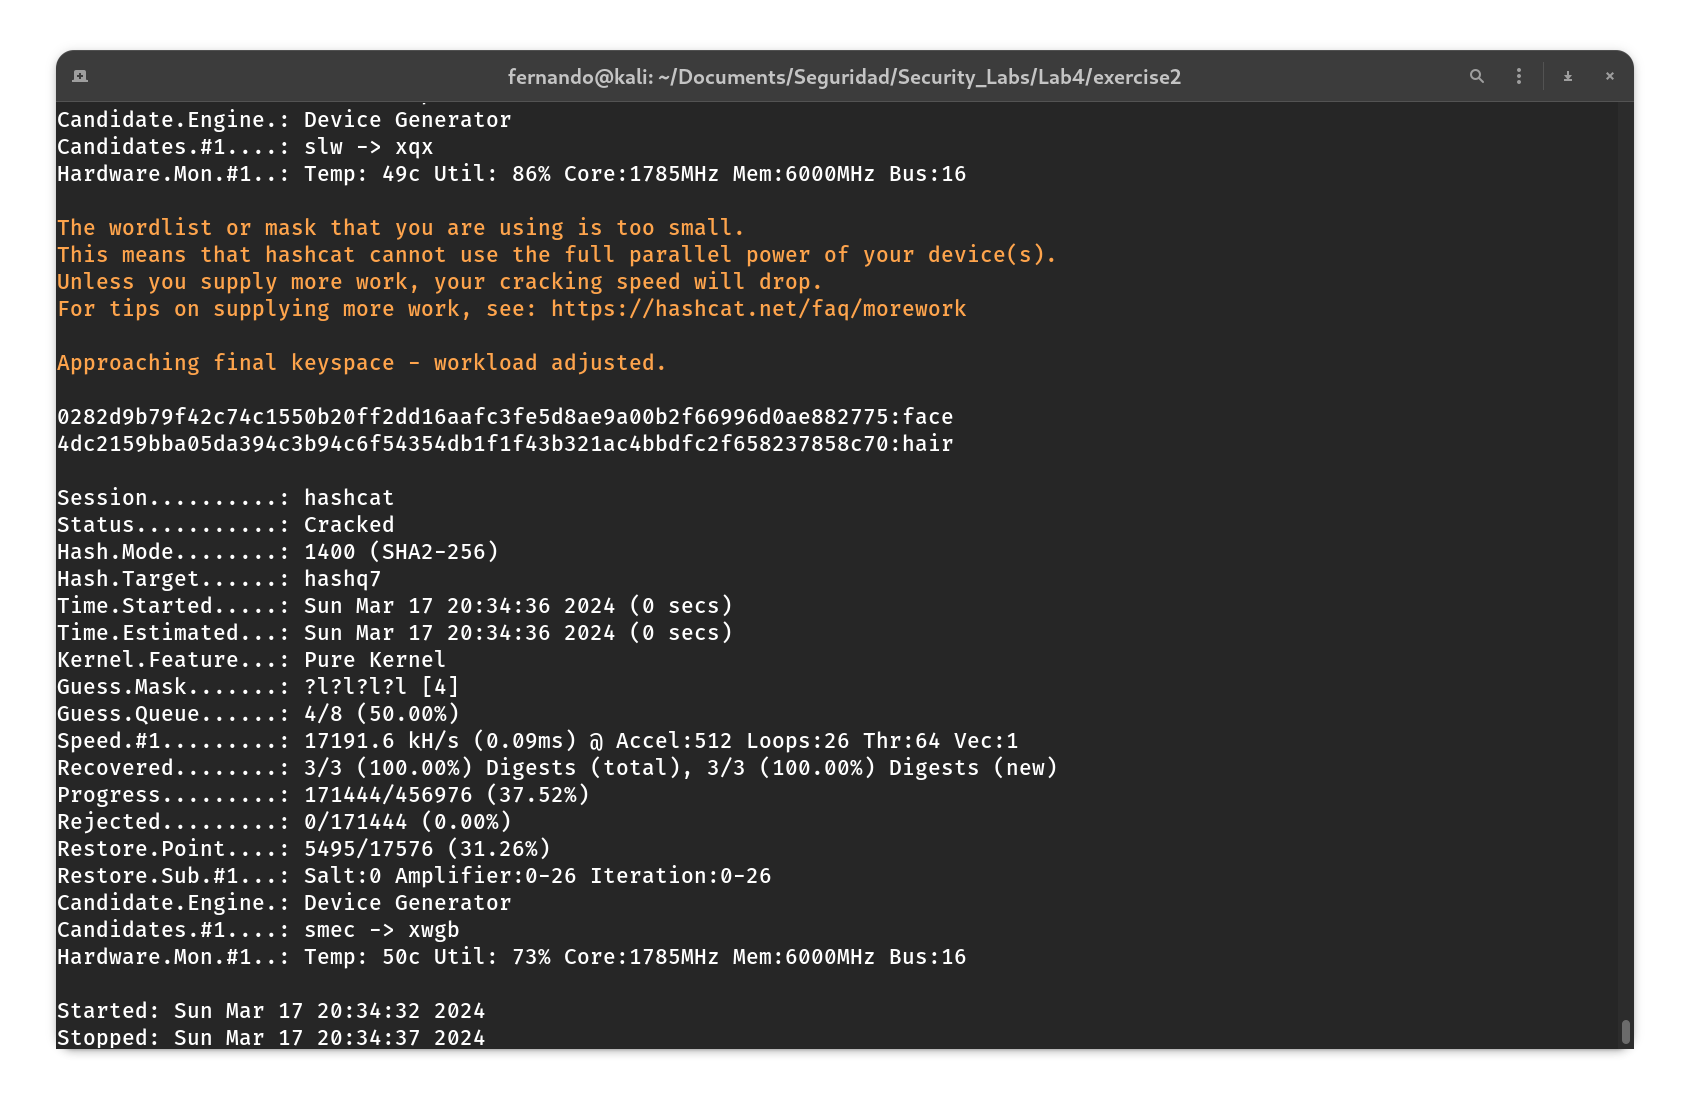 fernando@kali: ~/Documents/Seguridad/Security_Labs/Lab4/exercise2
Candidate.Engine.: Device Generator
Candidates.#1....: slw -> xqx
Hardware.Mon.#1..: Temp: 49c Util: 86% Core:1785MHz Mem:6000MHz Bus:16
The wordlist or mask that you are using is too small.
This means that hashcat cannot use the full parallel power of your device(s).
Unless you supply more work, your cracking speed will drop.
For tips on supplying more work, see: https://hashcat.net/faq/morework
Approaching final keyspace - workload adjusted.
0282d9b79f42c74c1550b20ff2dd16aafc3fe5d8ae9a00b2f66996d0ae882775:face
4dc2159bba05da394c3b94c6f54354db1f1f43b321ac4bbdfc2f658237858c70:hair
Session..........: hashcat
Status...........: Cracked
Hash.Mode........: 1400 (SHA2-256)
Hash.Target......: hashq7
Time.Started.....: Sun Mar 17 20:34:36 2024 (0 secs)
Time.Estimated...: Sun Mar 17 20:34:36 2024 (0 secs)
Kernel.Feature...: Pure Kernel
Guess.Mask.......: ?l?l?l?l [4]
Guess.Queue......: 4/8 (50.00%)
Speed.#1.........: 17191.6 kH/s (0.09ms) @ Accel:512 Loops:26 Thr:64 Vec:1
Recovered........: 3/3 (100.00%) Digests (total), 3/3 (100.00%) Digests (new)
Progress.........: 171444/456976 (37.52%)
Rejected.........: 0/171444 (0.00%)
Restore.Point....: 5495/17576 (31.26%)
Restore.Sub.#1...: Salt:0 Amplifier:0-26 Iteration:0-26
Candidate.Engine.: Device Generator
Candidates.#1....: smec -> xwgb
Hardware.Mon.#1..: Temp: 50c Util: 73% Core:1785MHz Mem:6000MHz Bus:16
Started: Sun Mar 17 20:34:32 2024
Stopped: Sun Mar 17 20:34:37 2024